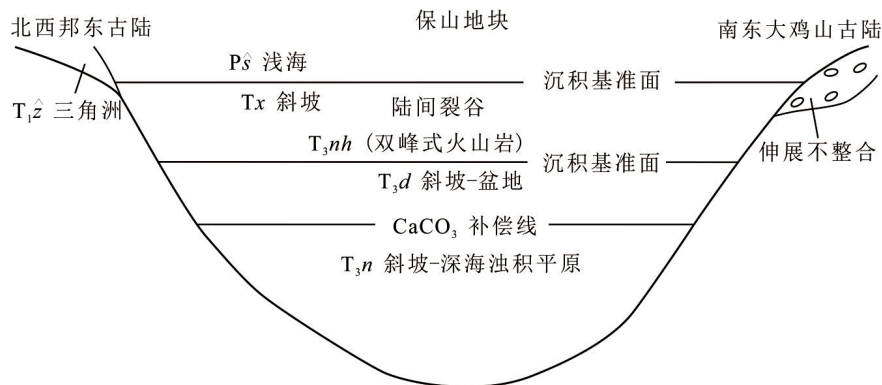 保山地块
北西邦东古陆
南东大鸡山古陆
Pŝ 浅海
沉积基准面
T₁ẑ 三角洲
Tx 斜坡
陆间裂谷
T₃nh (双峰式火山岩)
沉积基准面
伸展不整合
T₃d 斜坡-盆地
CaCO₃ 补偿线
T₃n 斜坡-深海浊积平原